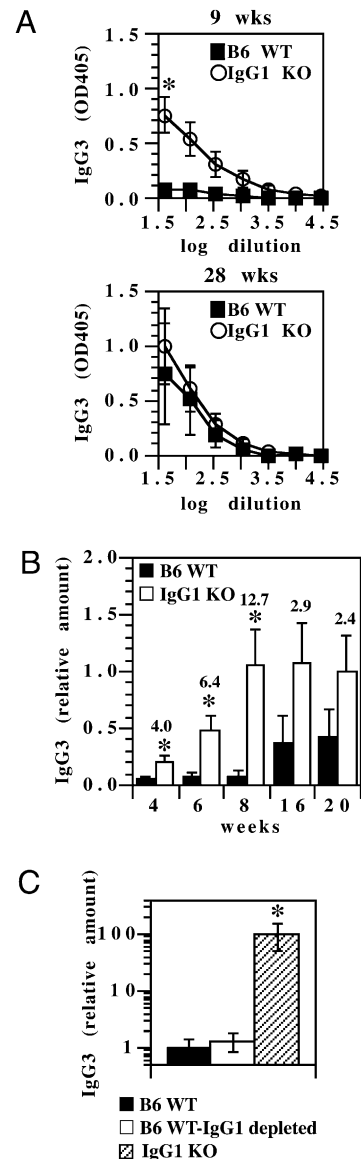 A
9 wks
1.5
1.0
0.5
0.0
IgG3 (OD405)
B6 WT
IgG1 KO
*
1.5 2.5 3.5 4.5
log dilution
28 wks
1.5
1.0
0.5
0.0
IgG3 (OD405)
B6 WT
IgG1 KO
1.5 2.5 3.5 4.5
log dilution
B
2.0
1.5
1.0
0.5
0.0
IgG3 (relative amount)
B6 WT
IgG1 KO
4.0
*
6.4
*
12.7
*
2.9
2.4
4 6 8 16 20
weeks
C
100
10
1
IgG3 (relative amount)
*
B6 WT
B6 WT-IgG1 depleted
IgG1 KO